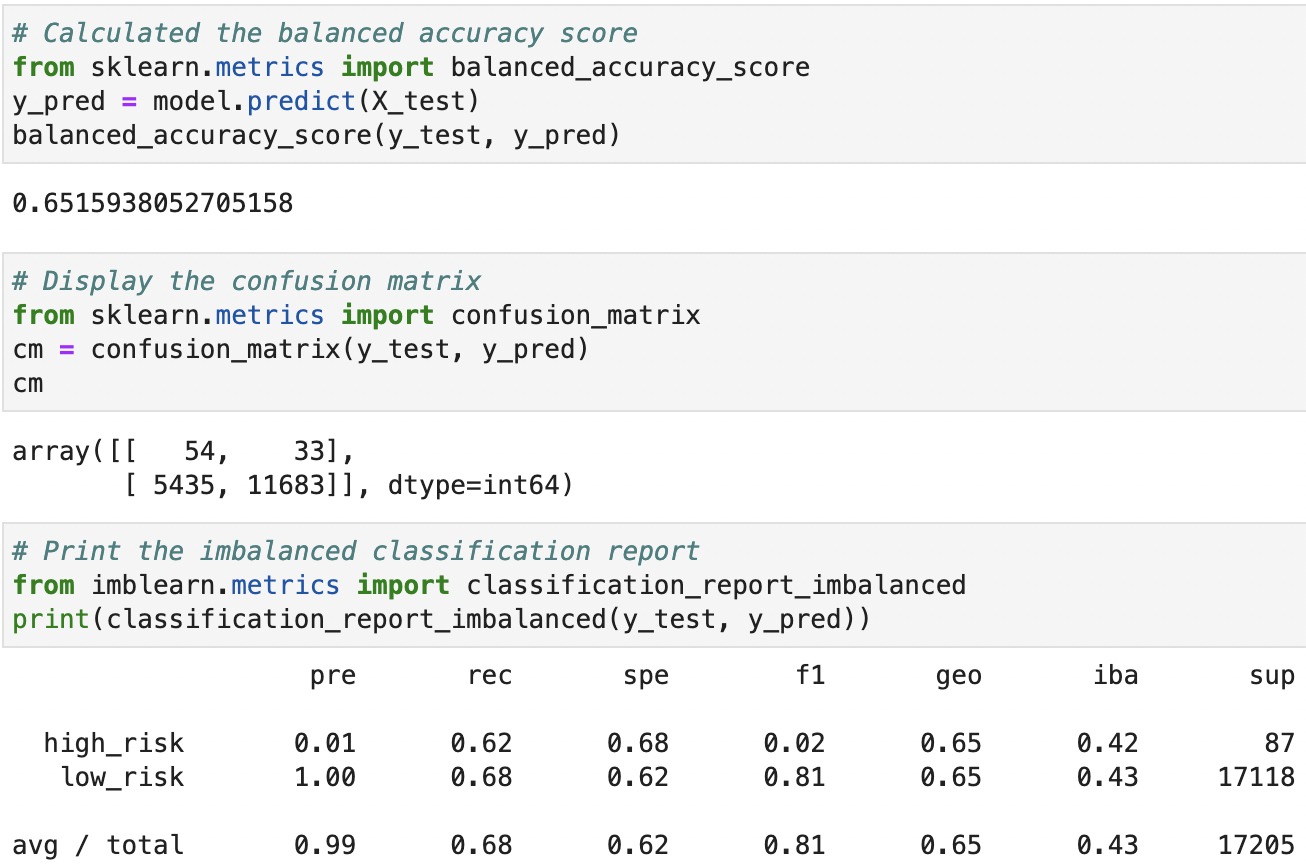 # Calculated the balanced accuracy score
from sklearn.metrics import balanced_accuracy_score
y_pred = model.predict(X_test)
balanced_accuracy_score(y_test, y_pred)
0.6515938052705158
# Display the confusion matrix
from sklearn.metrics import confusion_matrix
cm = confusion_matrix(y_test, y_pred)
cm
array([[   54,    33],
       [ 5435, 11683]], dtype=int64)
# Print the imbalanced classification report
from imblearn.metrics import classification_report_imbalanced
print(classification_report_imbalanced(y_test, y_pred))
                   pre       rec       spe        f1       geo       iba       sup
  high_risk       0.01      0.62      0.68      0.02      0.65      0.42        87
   low_risk       1.00      0.68      0.62      0.81      0.65      0.43     17118
avg / total       0.99      0.68      0.62      0.81      0.65      0.43     17205